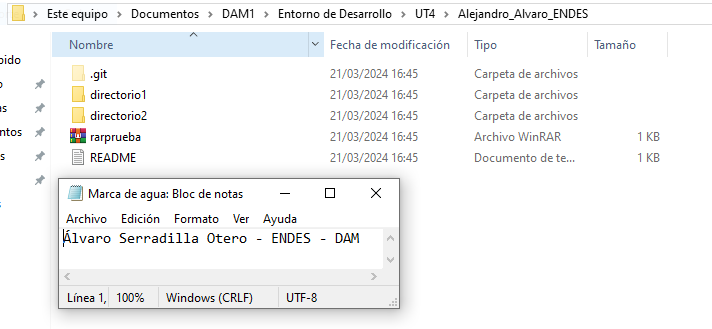 Este equipo > Documentos > DAM1 > Entorno de Desarrollo > UT4 > Alejandro_Alvaro_ENDES
Nombre Fecha de modificación Tipo Tamaño
.git 21/03/2024 16:45 Carpeta de archivos
directorio1 21/03/2024 16:45 Carpeta de archivos
directorio2 21/03/2024 16:45 Carpeta de archivos
rarprueba 21/03/2024 16:45 Archivo WinRAR 1 KB
README 21/03/2024 16:45 Documento de te... 1 KB
Marca de agua: Bloc de notas
Archivo Edición Formato Ver Ayuda
Álvaro Serradilla Otero - ENDES - DAM
Línea 1, 100% Windows (CRLF) UTF-8